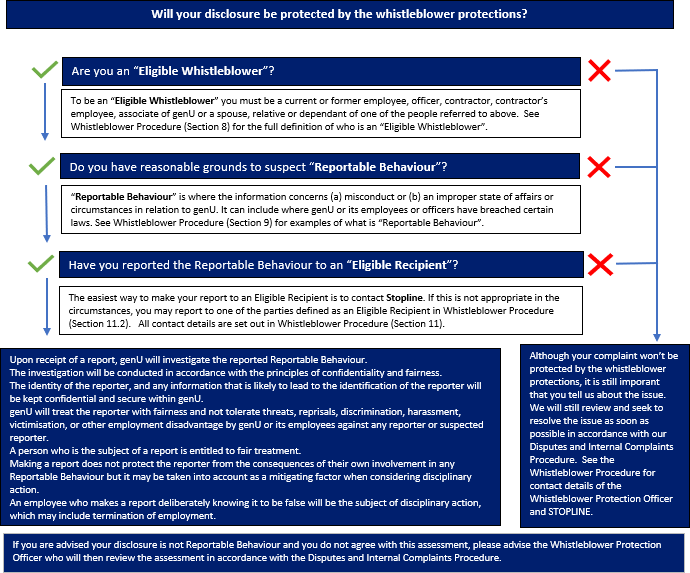 Will your disclosure be protected by the whistleblower protections?
Are you an “Eligible Whistleblower”?
To be an “Eligible Whistleblower” you must be a current or former employee, officer, contractor, contractor’s
employee, associate of genU or a spouse, relative or dependant of one of the people referred to above. See
Whistleblower Procedure (Section 8) for the full definition of who is an “Eligible Whistleblower”.
Do you have reasonable grounds to suspect “Reportable Behaviour”?
“Reportable Behaviour” is where the information concerns (a) misconduct or (b) an improper state of affairs or
circumstances in relation to genU. It can include where genU or its employees or officers have breached certain
laws. See Whistleblower Procedure (Section 9) for examples of what is “Reportable Behaviour”.
Have you reported the Reportable Behaviour to an “Eligible Recipient”?
The easiest way to make your report to an Eligible Recipient is to contact Stopline. If this is not appropriate in the
circumstances, you may report to one of the parties defined as an Eligible Recipient in Whistleblower Procedure
(Section 11.2). All contact details are set out in Whistleblower Procedure (Section 11).
Upon receipt of a report, genU will investigate the reported Reportable Behaviour.
The investigation will be conducted in accordance with the principles of confidentiality and fairness.
The identity of the reporter, and any information that is likely to lead to the identification of the reporter will
be kept confidential and secure within genU.
genU will treat the reporter with fairness and not tolerate threats, reprisals, discrimination, harassment,
victimisation, or other employment disadvantage by genU or its employees against any reporter or suspected
reporter.
A person who is the subject of a report is entitled to fair treatment.
Making a report does not protect the reporter from the consequences of their own involvement in any
Reportable Behaviour but it may be taken into account as a mitigating factor when considering disciplinary
action.
An employee who makes a report deliberately knowing it to be false will be the subject of disciplinary action,
which may include termination of employment.
Although your complaint won’t be
protected by the whistleblower
protections, it is still imporant
that you tell us about the issue.
We will still review and seek to
resolve the issue as soon as
possible in accordance with our
Disputes and Internal Complaints
Procedure. See the
Whistleblower Procedure for
contact details of the
Whistleblower Protection Officer
and STOPLINE.
If you are advised your disclosure is not Reportable Behaviour and you do not agree with this assessment, please advise the Whistleblower Protection
Officer who will then review the assessment in accordance with the Disputes and Internal Complaints Procedure.